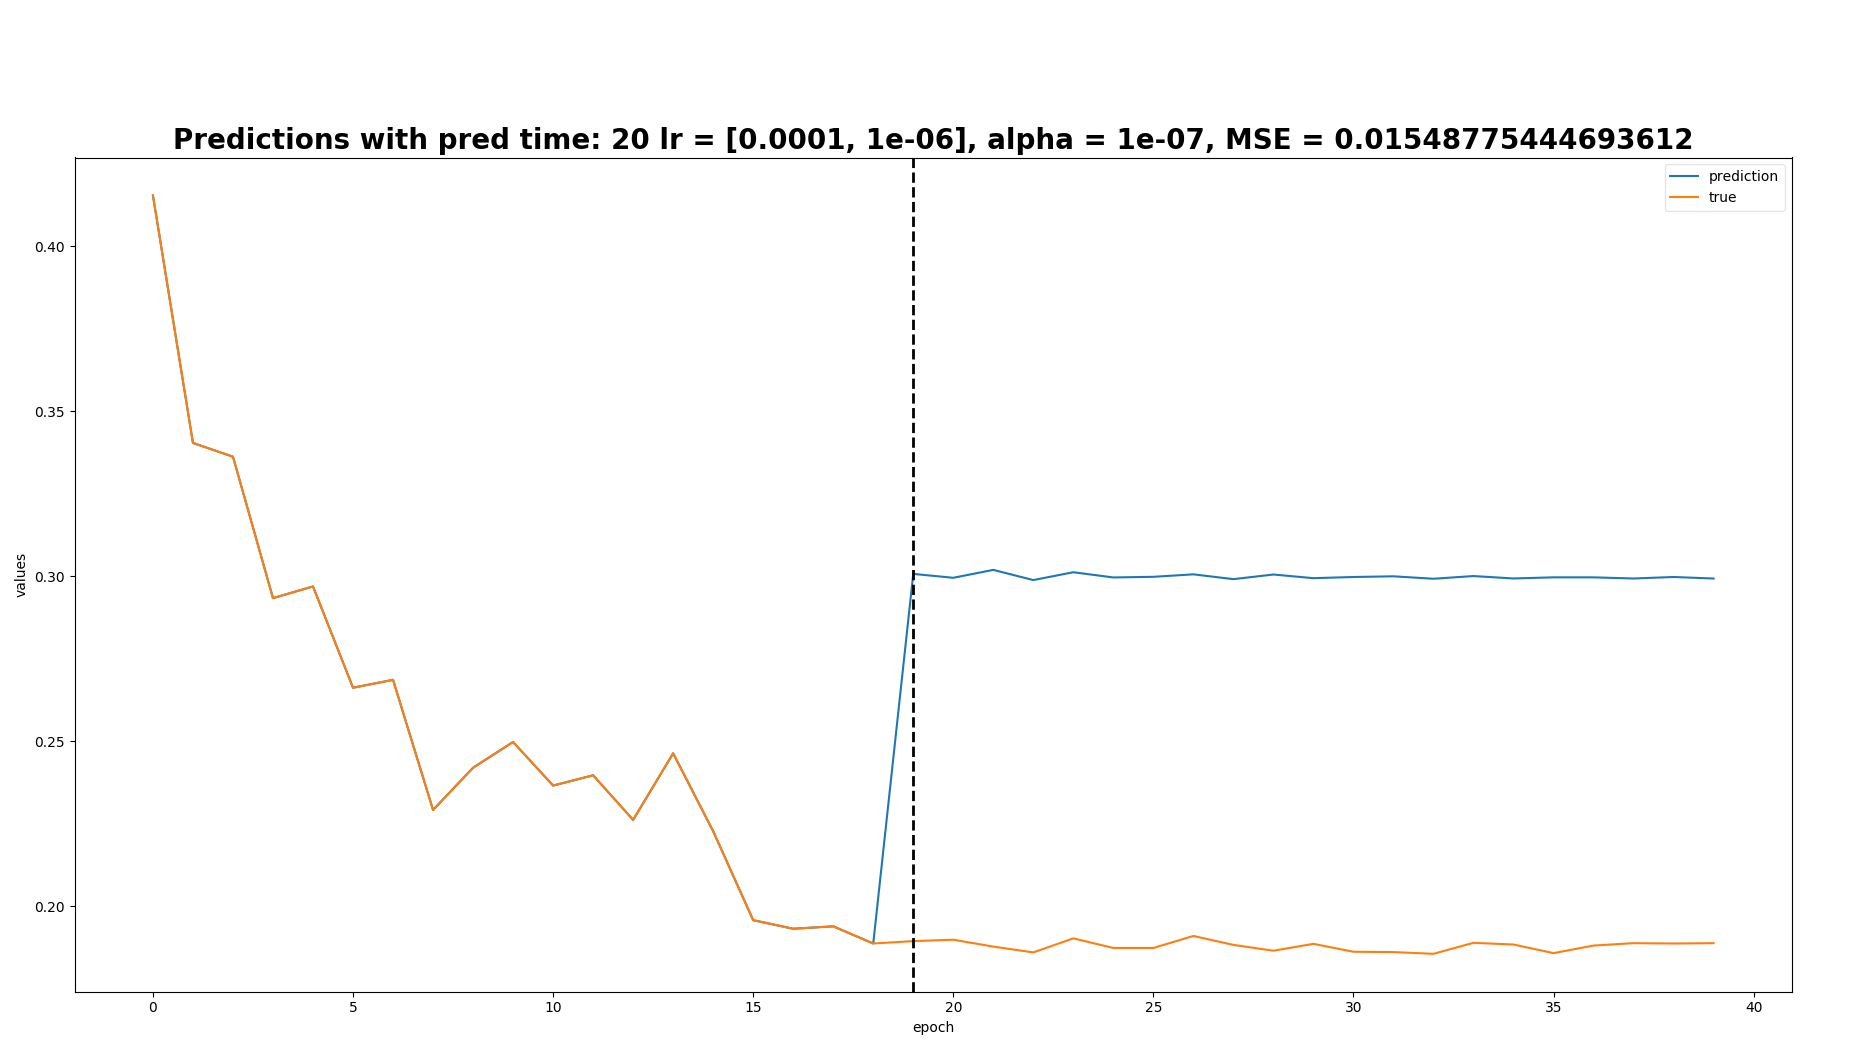 Predictions with pred time: 20 lr = [0.0001, 1e-06], alpha = 1e-07, MSE = 0.01548775444693612
prediction
true
0.40
0.35
0.30
0.25
0.20
values
0 5 10 15 20 25 30 35 40
epoch